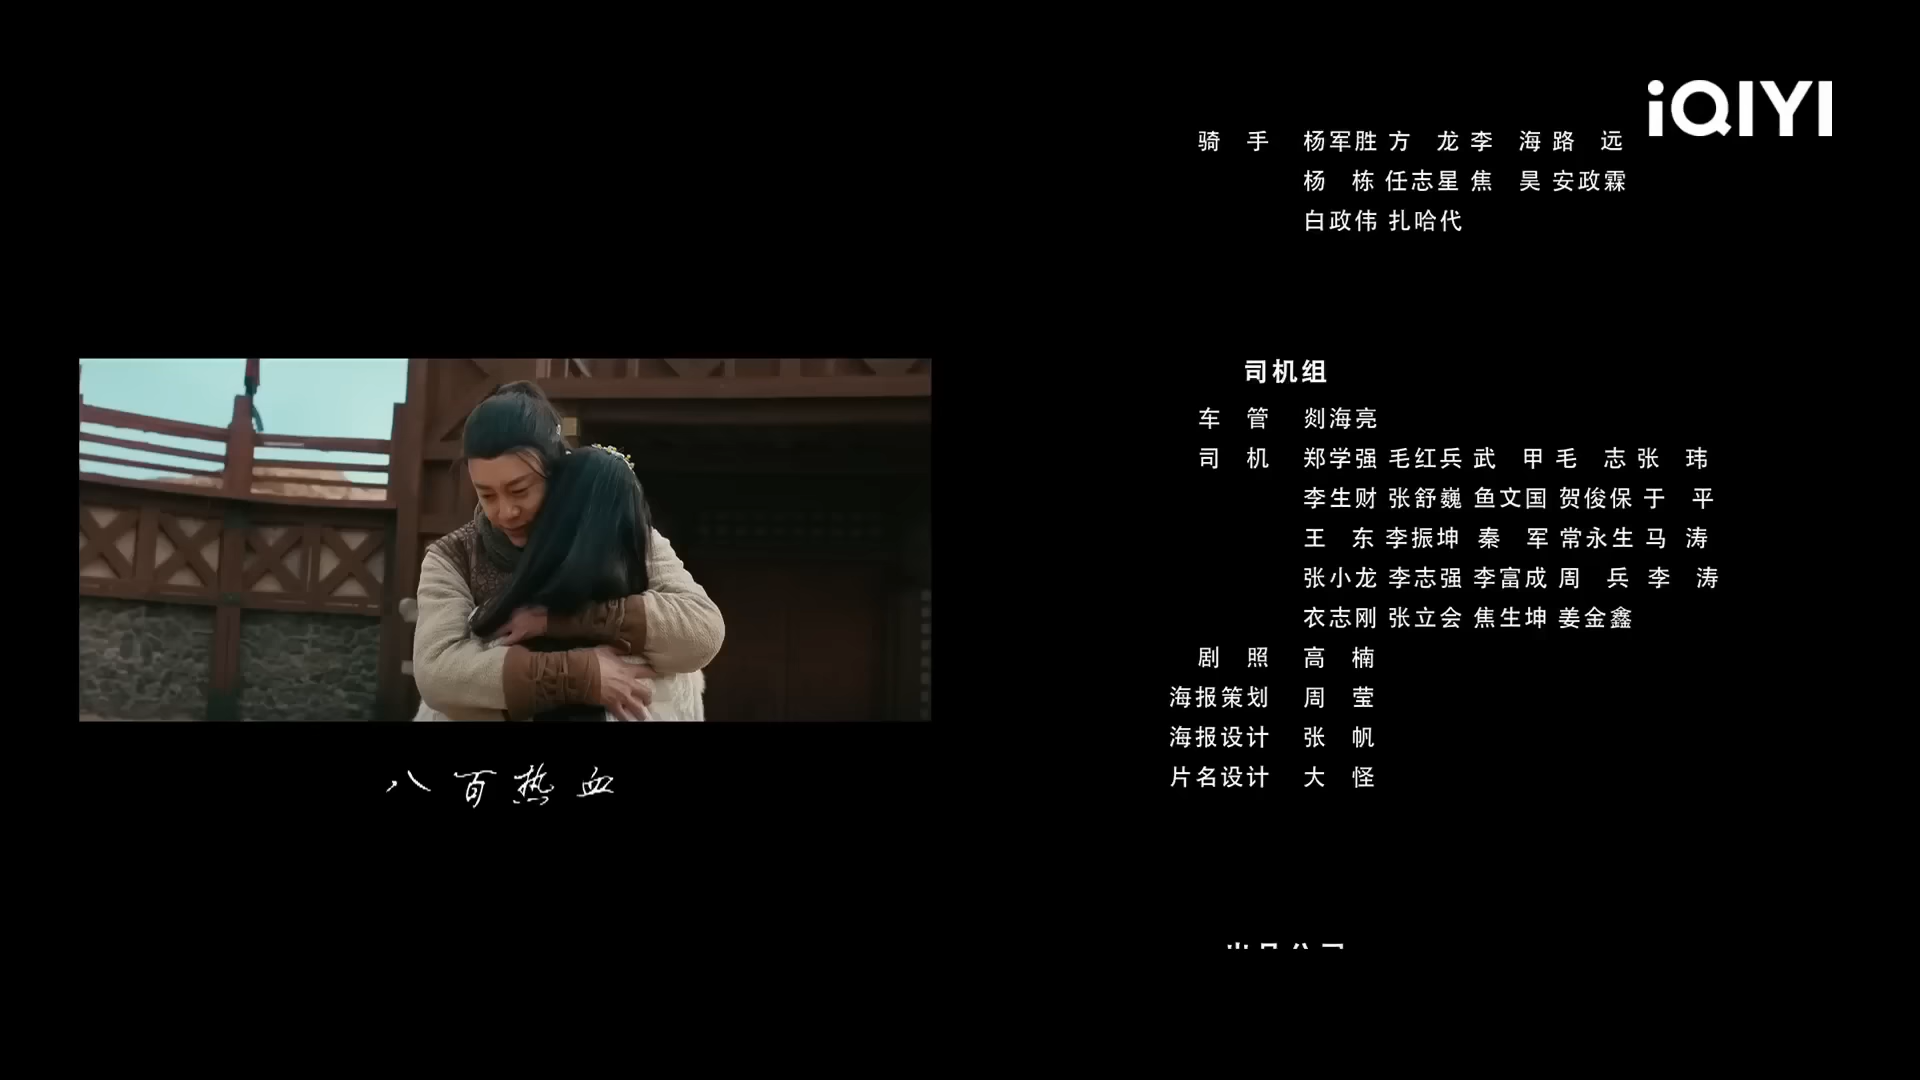 iQIYI
骑 手 杨军胜 方 龙 李 海 路 远
杨 栋 任志星 焦 昊 安政霖
白政伟 扎哈代
司机组
车 管 剡海亮
司 机 郑学强 毛红兵 武 甲 毛 志 张 玮
李生财 张舒巍 鱼文国 贺俊保 于 平
王 东 李振坤 秦 军 常永生 马 涛
张小龙 李志强 李富成 周 兵 李 涛
衣志刚 张立会 焦生坤 姜金鑫
剧 照 高 楠
海报策划 周 莹
海报设计 张 帆
片名设计 大 怪
八百热血